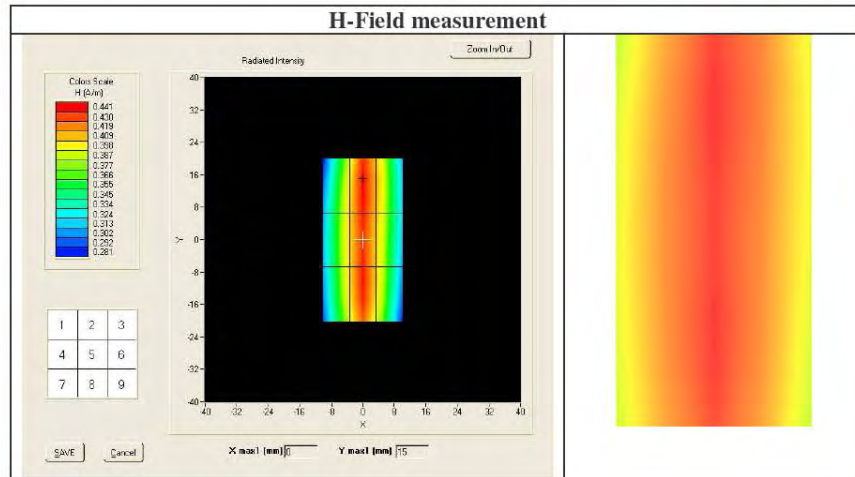 H-Field measurement
Zoom In/Out
Radiated Intensity
Colors Scale
H (A/m)
0.441
0.430
0.419
0.409
0.398
0.387
0.377
0.366
0.355
0.345
0.334
0.324
0.313
0.302
0.292
0.281
40
32
24
16
8
0
-8
-16
-24
-32
-40
Y
-40 -32 -24 -16 -8 0 8 16 24 32 40
X
1 2 3
4 5 6
7 8 9
SAVE Cancel X max1 (mm) 0 Y max1 (mm) 15